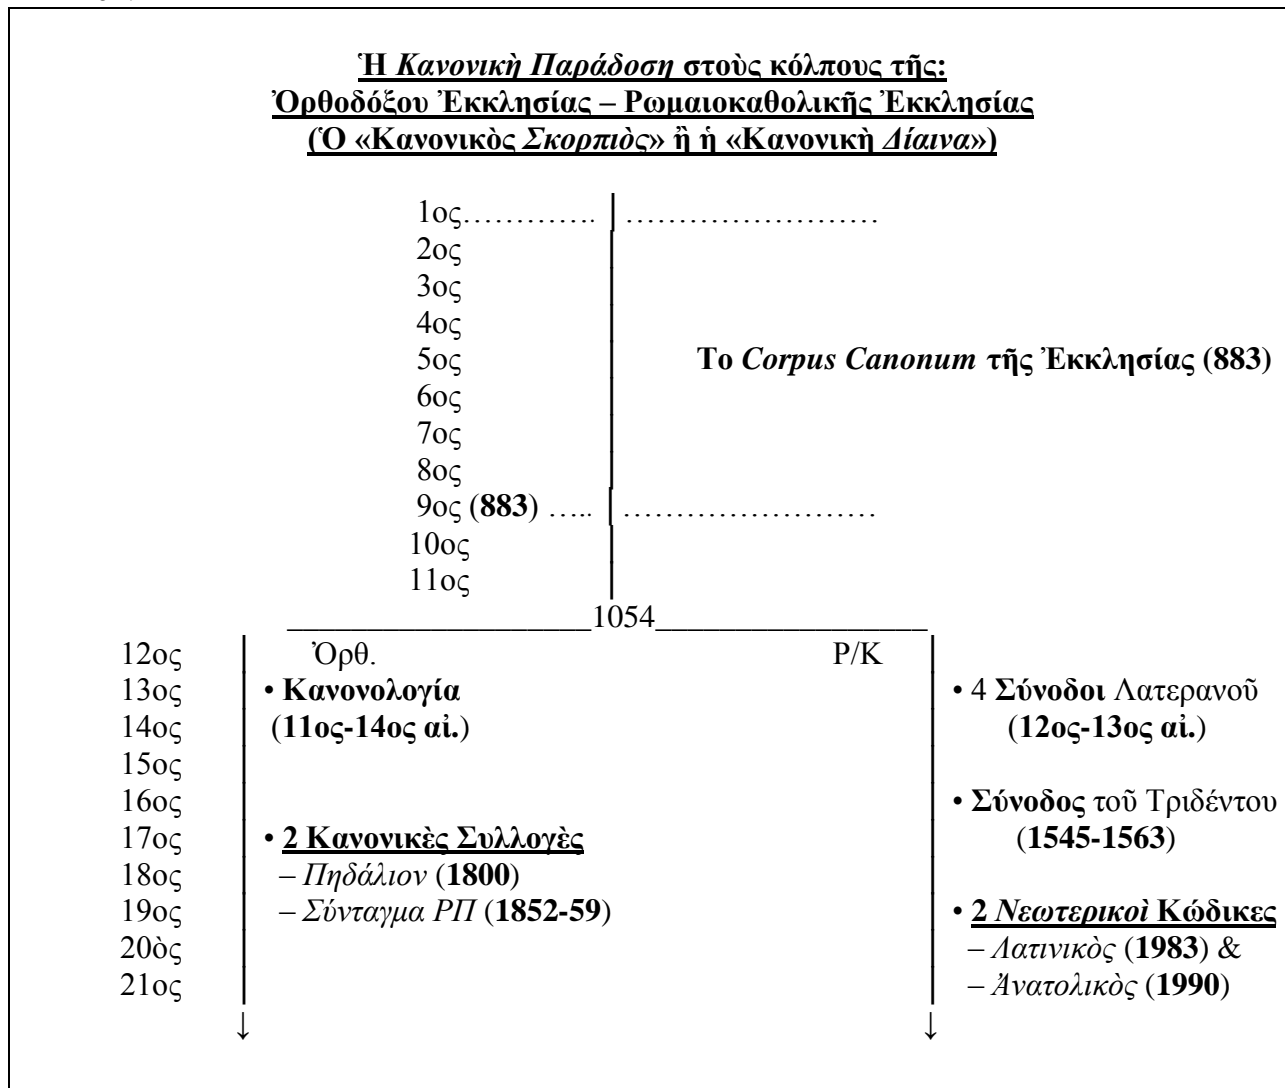 Ἡ Κανονικὴ Παράδοση στοὺς κόλπους τῆς:
Ὀρθοδόξου Ἐκκλησίας – Ρωμαιοκαθολικῆς Ἐκκλησίας
(Ὁ «Κανονικὸς Σκορπιὸς» ἢ ἡ «Κανονικὴ Δίαινα»)
1ος…………. ……………………
2ος
3ος
4ος
5ος Το Corpus Canonum τῆς Ἐκκλησίας (883)
6ος
7ος
8ος
9ος (883) ….. ……………………
10ος
11ος
___________________1054__________________
12ος Ὀρθ. Ρ/Κ
13ος • Κανονολογία • 4 Σύνοδοι Λατερανοῦ
14ος (11ος-14ος αἰ.) (12ος-13ος αἰ.)
15ος
16ος • Σύνοδος τοῦ Τριδέντου
17ος • 2 Κανονικὲς Συλλογὲς (1545-1563)
18ος – Πηδάλιον (1800)
19ος – Σύνταγμα ΡΠ (1852-59) • 2 Νεωτερικοὶ Κώδικες
20ὸς – Λατινικὸς (1983) &
21ος – Ἀνατολικὸς (1990)
↓ ↓